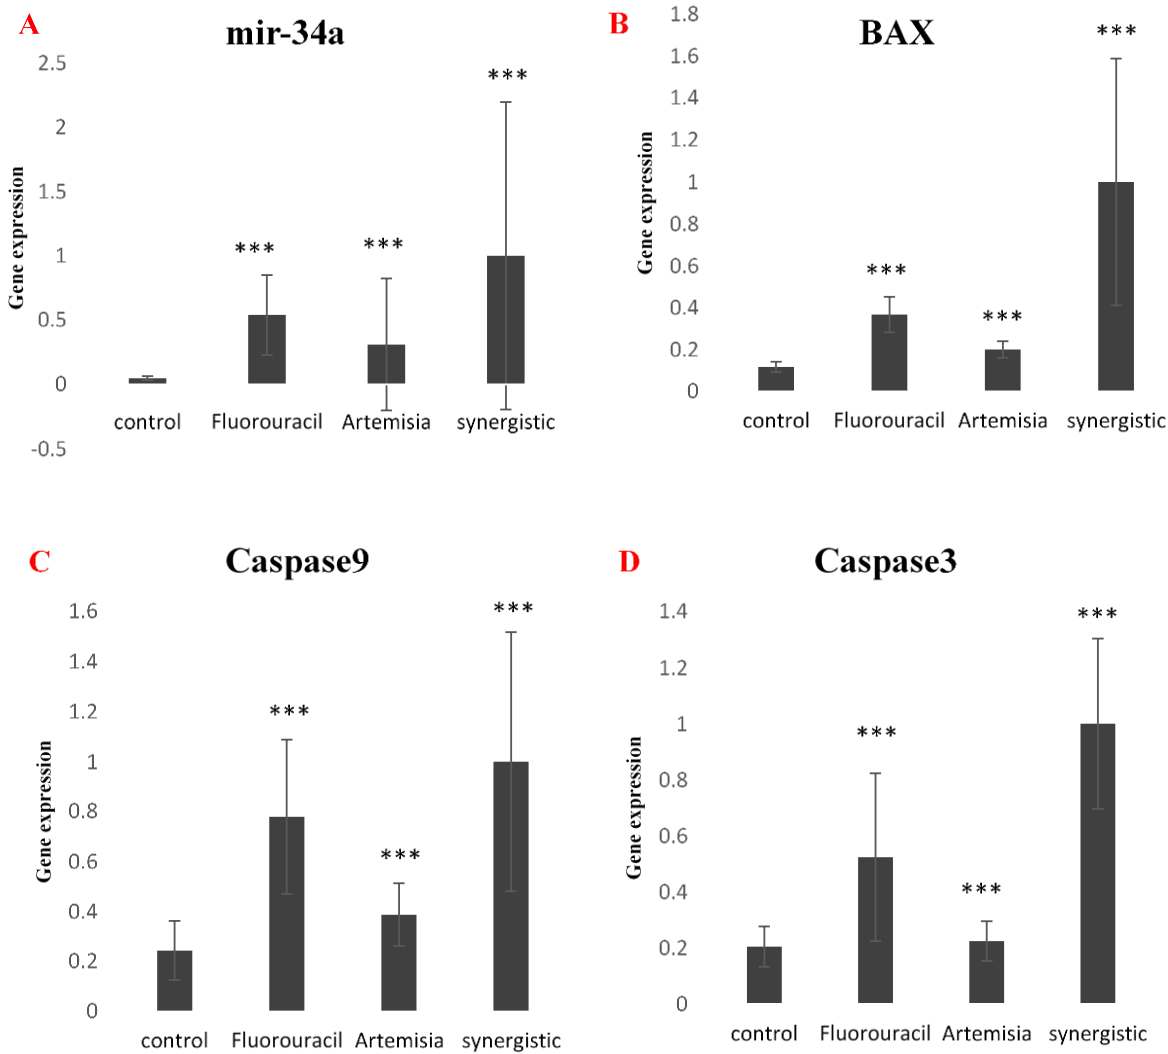 A
mir-34a
2.5
2
1.5
1
0.5
0
-0.5
Gene expression
***
***
***
control
Fluorouracil
Artemisia
synergistic
B
BAX
1.8
1.6
1.4
1.2
1
0.8
0.6
0.4
0.2
0
Gene expression
***
***
***
control
Fluorouracil
Artemisia
synergistic
C
Caspase9
1.6
1.4
1.2
1
0.8
0.6
0.4
0.2
0
Gene expression
***
***
***
control
Fluorouracil
Artemisia
synergistic
D
Caspase3
1.4
1.2
1
0.8
0.6
0.4
0.2
0
Gene expression
***
***
***
control
Fluorouracil
Artemisia
synergistic